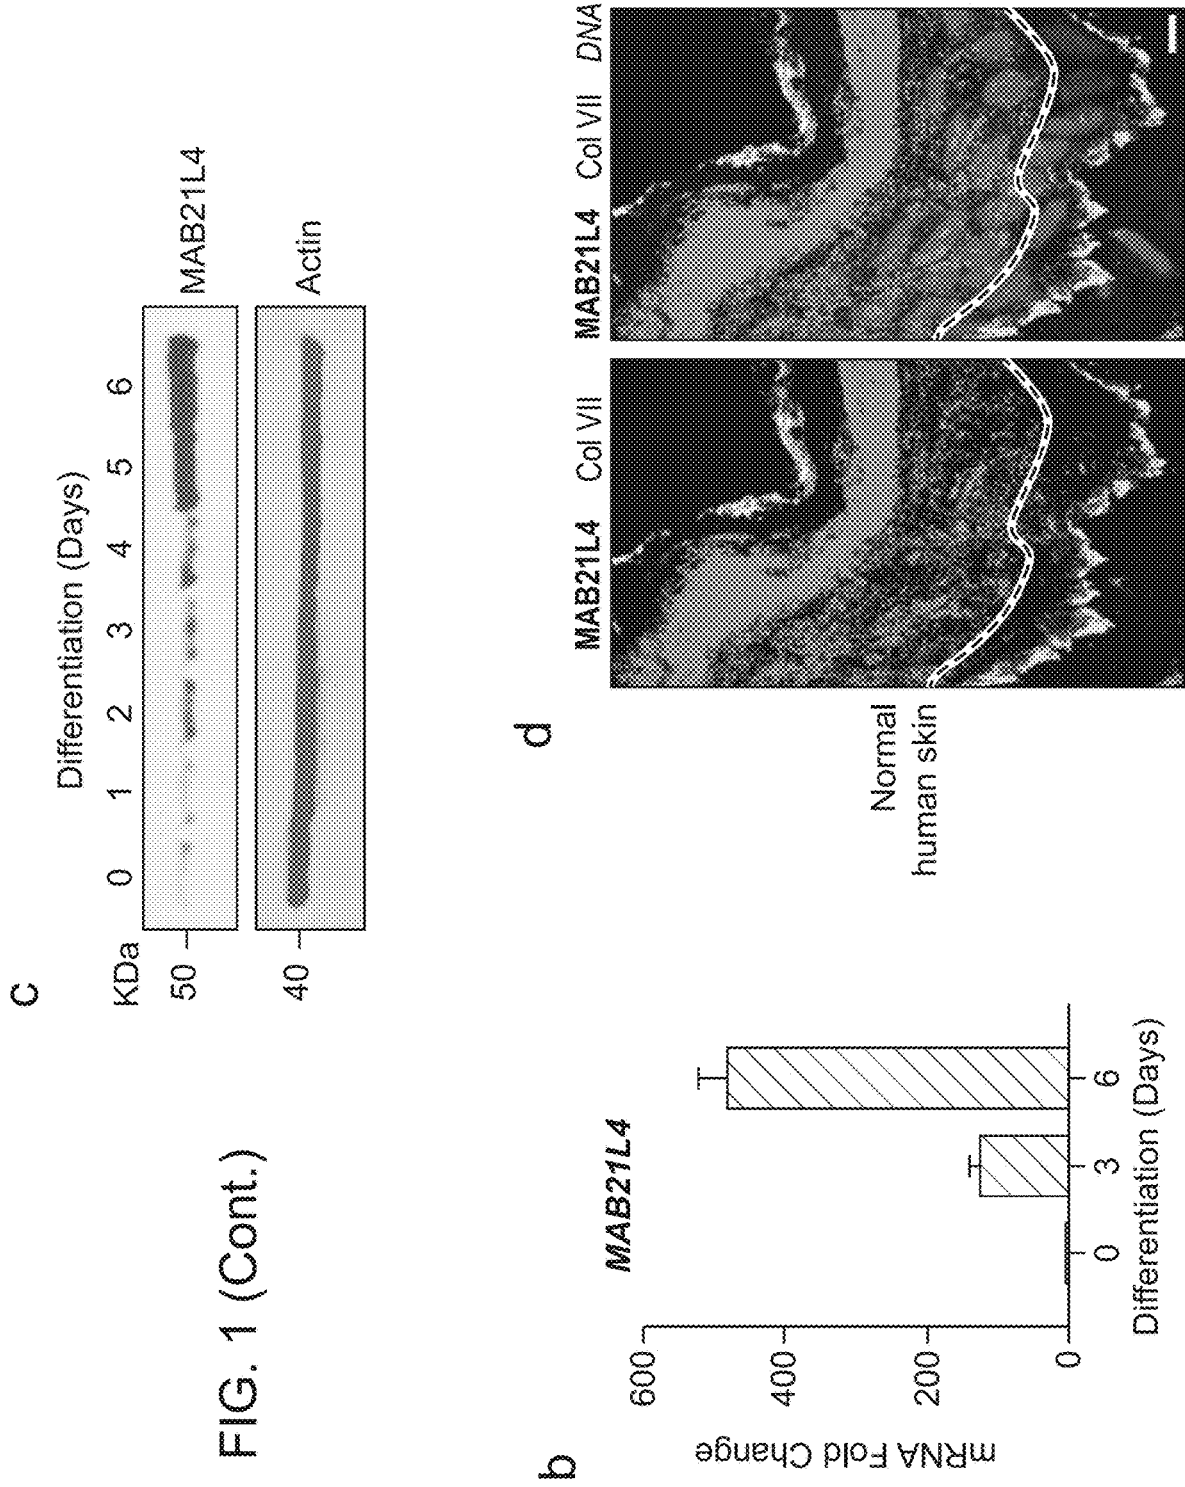 FIG. 1 (Cont.)
b
MAB21L4
mRNA Fold Change
600
400
200
0
0 3 6
Differentiation (Days)
c
Differentiation (Days)
KDa 0 1 2 3 4 5 6
50 MAB21L4
40 Actin
d
MAB21L4 Col VII
MAB21L4 Col VII DNA
Normal
human skin